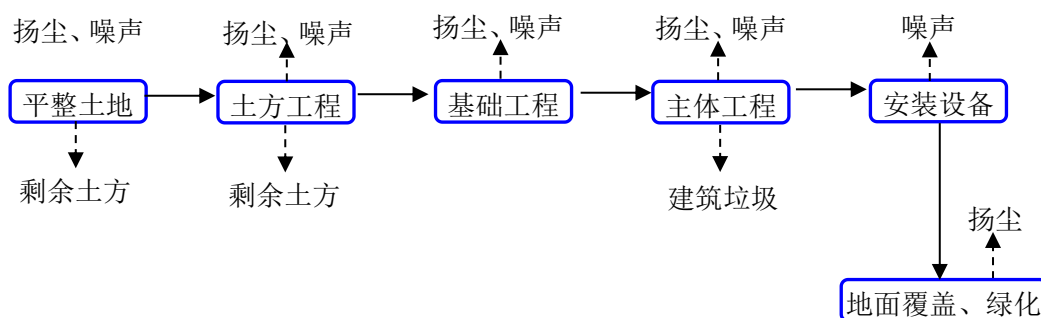 扬尘、噪声
扬尘、噪声
扬尘、噪声
扬尘、噪声
噪声
平整土地
土方工程
基础工程
主体工程
安装设备
剩余土方
剩余土方
建筑垃圾
扬尘
地面覆盖、绿化